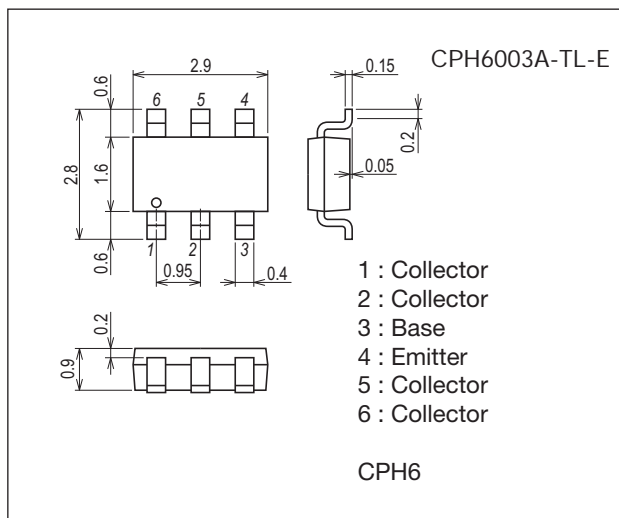 CPH6003A-TL-E
2.9
0.15
0.6
6
5
4
0.2
2.8
1.6
0.05
0.6
1
2
3
0.95
0.4
1 : Collector
2 : Collector
3 : Base
4 : Emitter
5 : Collector
6 : Collector
0.2
0.9
CPH6